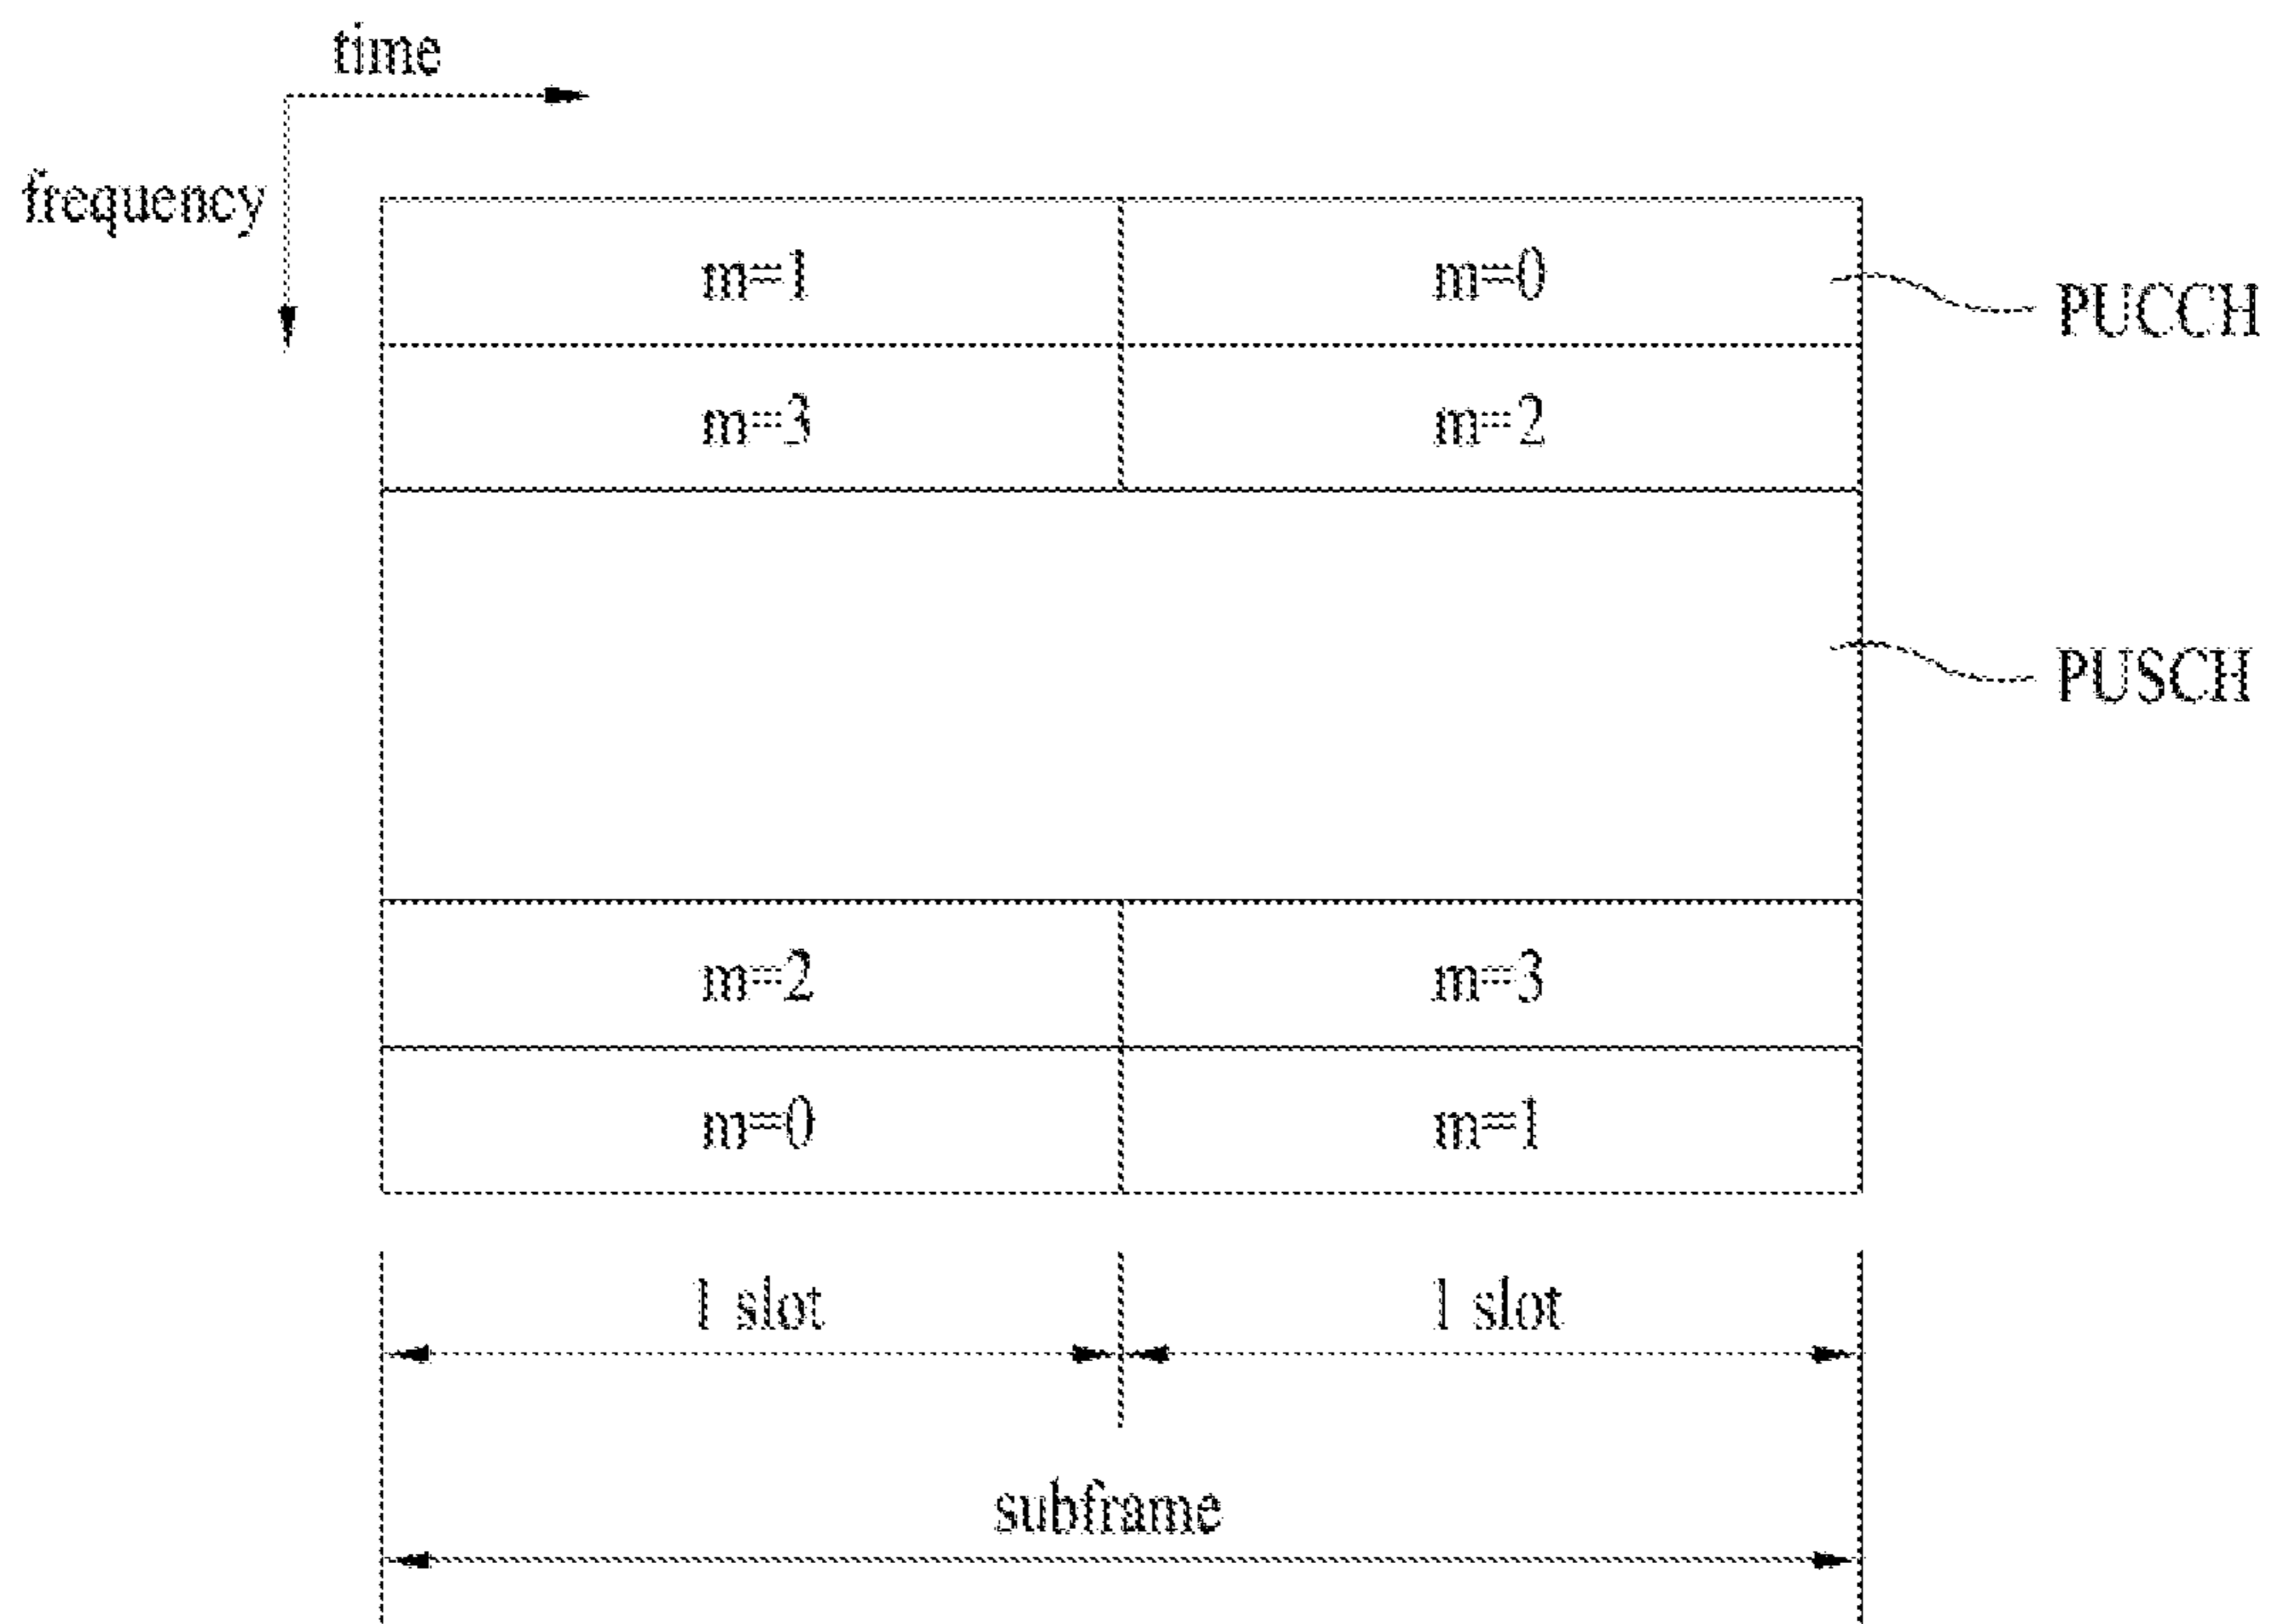 time
frequency
m=1 m=0
PUCCH
m=3 m=2
PUSCH
m=2 m=3
m=0 m=1
1 slot 1 slot
subframe